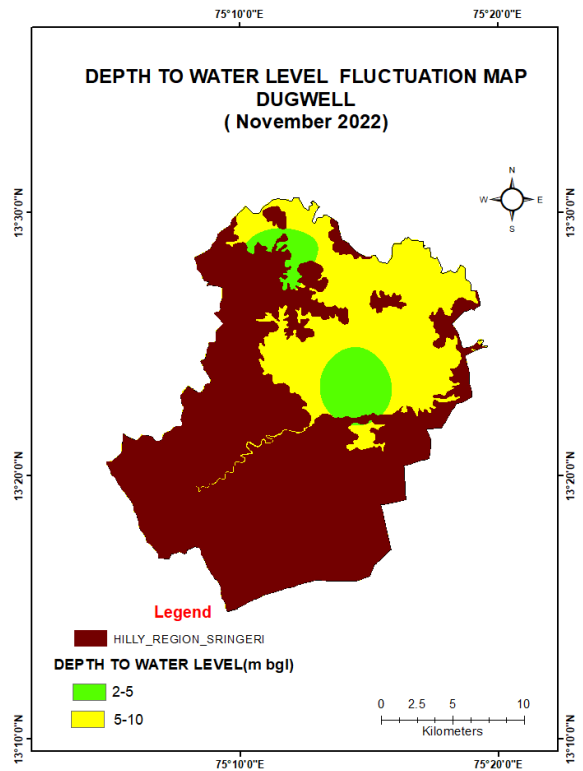 75°10'0"E 75°20'0"E
DEPTH TO WATER LEVEL FLUCTUATION MAP
DUGWELL
( November 2022)
N
W E
S
13°30'0"N 13°30'0"N
13°20'0"N 13°20'0"N
Legend
HILLY_REGION_SRINGERI
DEPTH TO WATER LEVEL(m bgl)
2-5
5-10
0 2.5 5 10
Kilometers
13°10'0"N 13°10'0"N
75°10'0"E 75°20'0"E